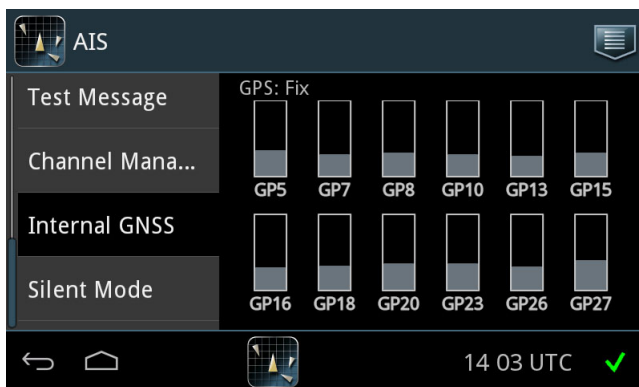 AIS
Test Message
Channel Mana...
Internal GNSS
Silent Mode
GPS: Fix
GP5 GP7 GP8 GP10 GP13 GP15
GP16 GP18 GP20 GP23 GP26 GP27
14 03 UTC